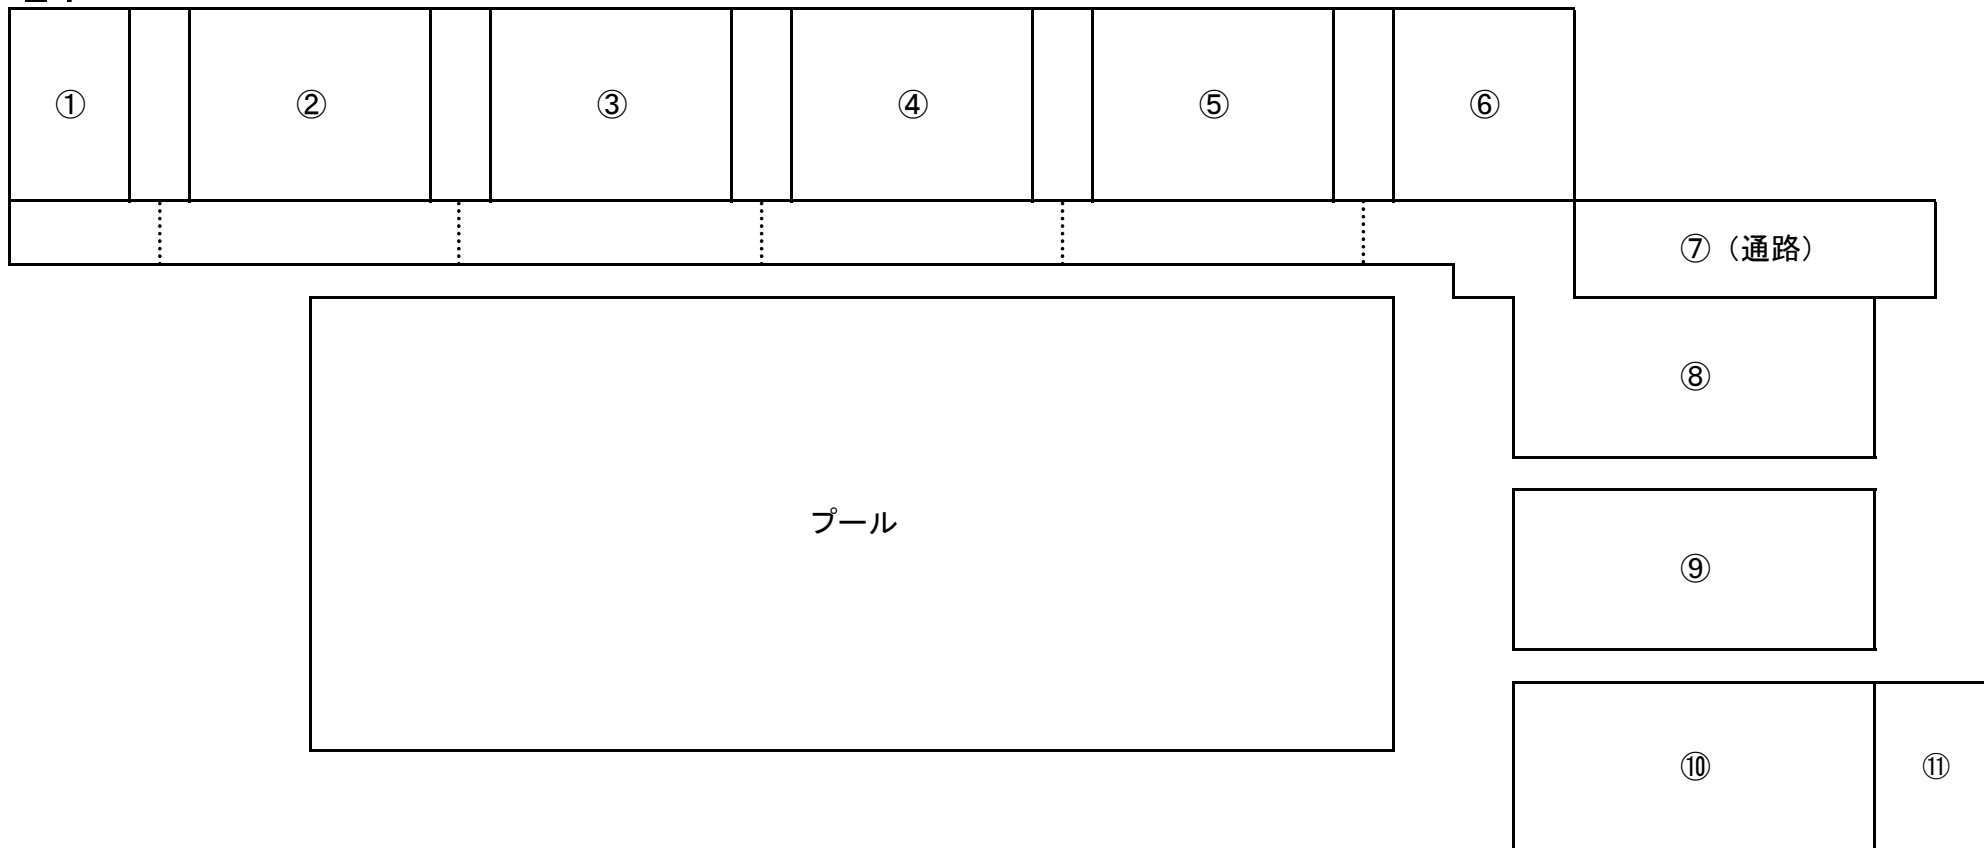 ① ② ③ ④ ⑤ ⑥
⑦（通路）
⑧
プール
⑨
⑩ ⑪